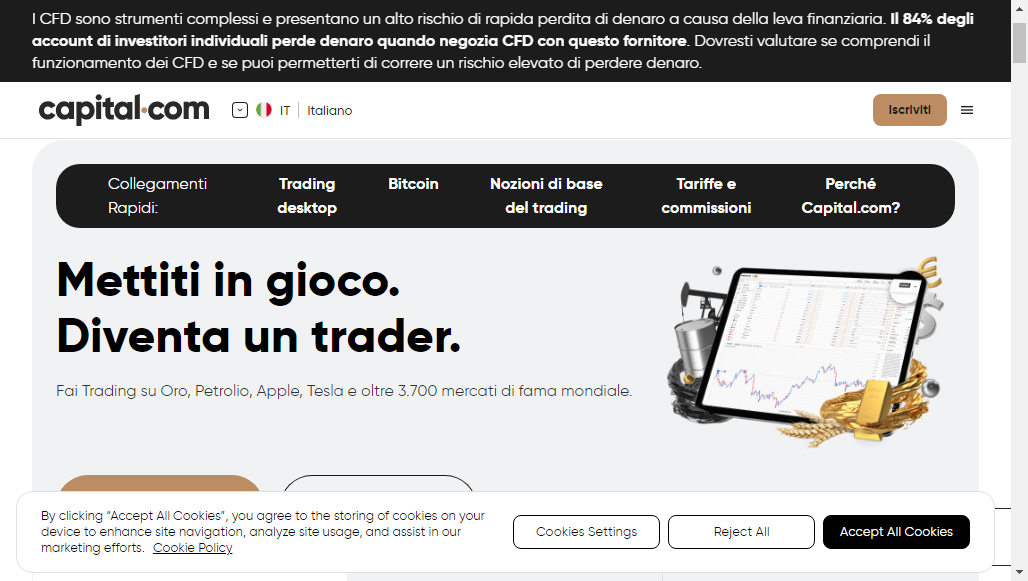 I CFD sono strumenti complessi e presentano un alto rischio di rapida perdita di denaro a causa della leva finanziaria. Il 84% degli
account di investitori individuali perde denaro quando negozia CFD con questo fornitore. Dovresti valutare se comprendi il
funzionamento dei CFD e se puoi permetterti di correre un rischio elevato di perdere denaro.
capital.com
IT
Italiano
Iscriviti
Collegamenti
Rapidi:
Trading
desktop
Bitcoin
Nozioni di base
del trading
Tariffe e
commissioni
Perché
Capital.com?
Mettiti in gioco.
Diventa un trader.
Fai Trading su Oro, Petrolio, Apple, Tesla e oltre 3.700 mercati di fama mondiale.
By clicking “Accept All Cookies”, you agree to the storing of cookies on your
device to enhance site navigation, analyze site usage, and assist in our
marketing efforts. Cookie Policy
Cookies Settings
Reject All
Accept All Cookies